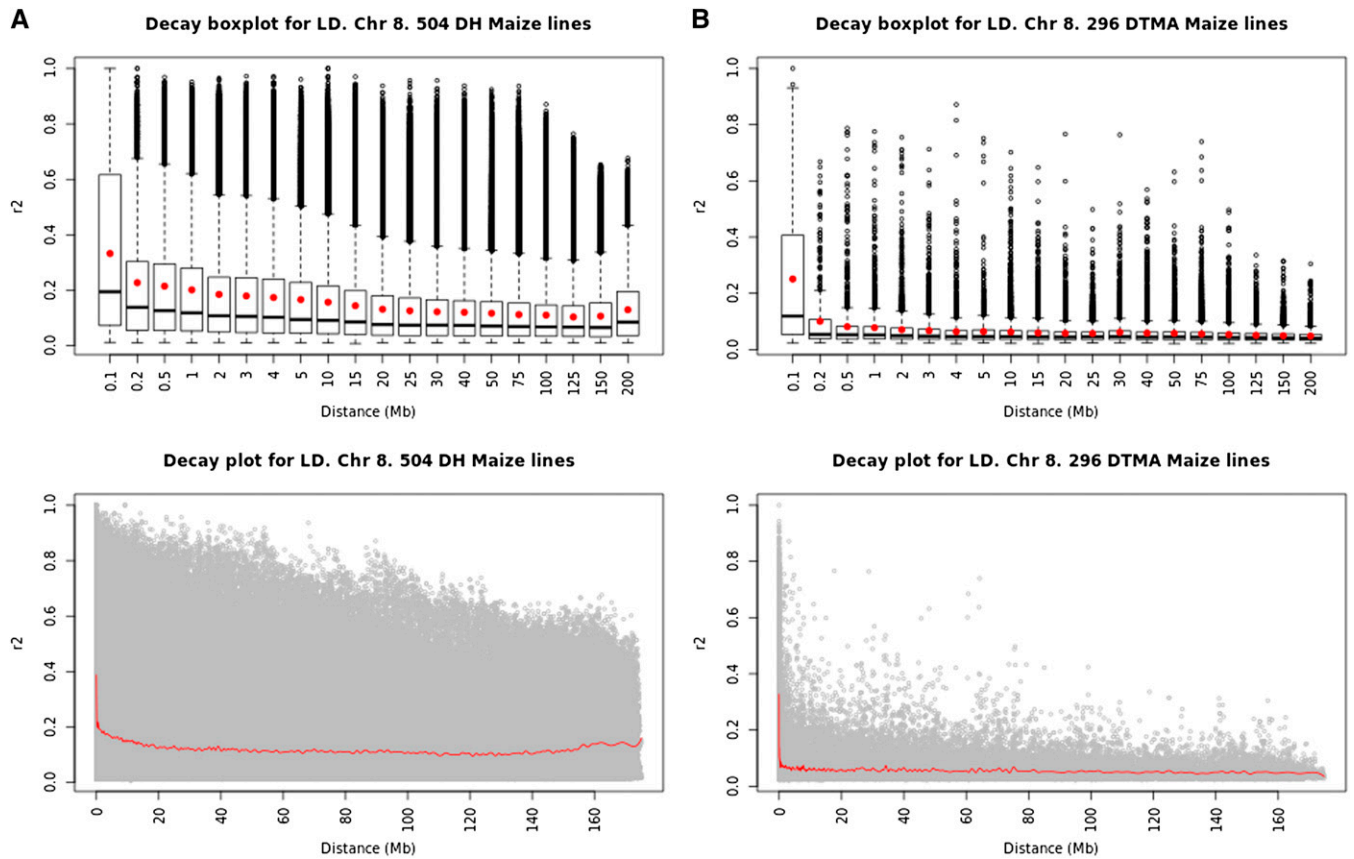 A
Decay boxplot for LD. Chr 8. 504 DH Maize lines
r2
0.0 0.2 0.4 0.6 0.8 1.0
0.1 0.2 0.5 1 2 3 4 5 10 15 20 25 30 40 50 75 100 125 150 200
Distance (Mb)
B
Decay boxplot for LD. Chr 8. 296 DTMA Maize lines
r2
0.0 0.2 0.4 0.6 0.8 1.0
0.1 0.2 0.5 1 2 3 4 5 10 15 20 25 30 40 50 75 100 125 150 200
Distance (Mb)
Decay plot for LD. Chr 8. 504 DH Maize lines
r2
0.0 0.2 0.4 0.6 0.8 1.0
0 20 40 60 80 100 120 140 160
Distance (Mb)
Decay plot for LD. Chr 8. 296 DTMA Maize lines
r2
0.0 0.2 0.4 0.6 0.8 1.0
0 20 40 60 80 100 120 140 160
Distance (Mb)